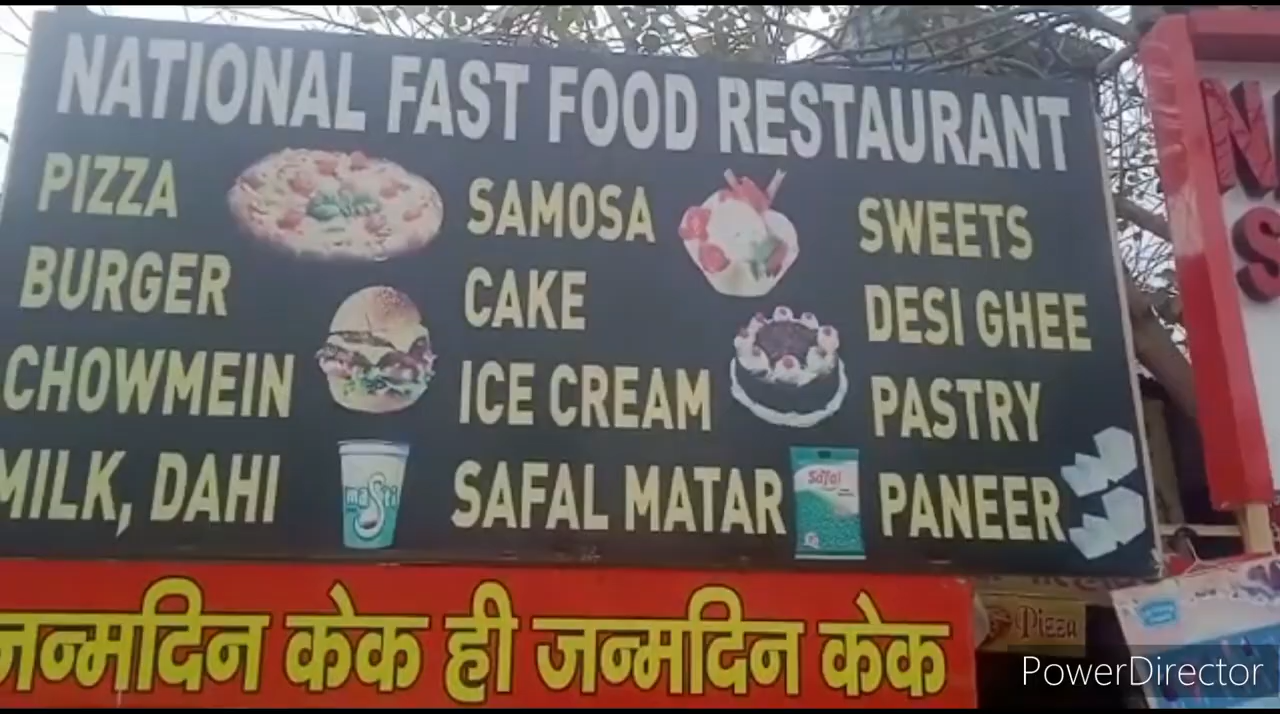 NATIONAL FAST FOOD RESTAURANT
PIZZA SAMOSA SWEETS
BURGER CAKE DESI GHEE
CHOWMEIN ICE CREAM PASTRY
MILK, DAHI SAFAL MATAR PANEER
masti
Safal
जन्मदिन केक ही जन्मदिन केक
Pizza
PowerDirector